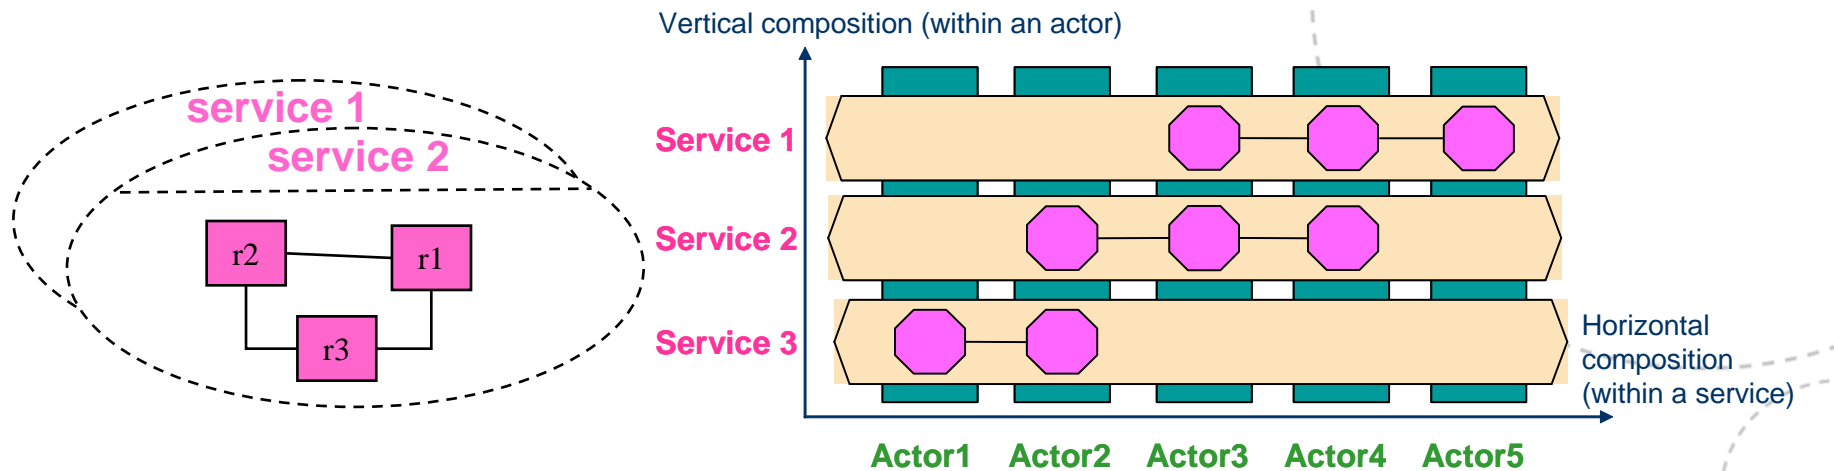 Vertical composition (within an actor)
service 1
service 2
r2
r1
r3
Service 1
Service 2
Service 3
Horizontal
composition
(within a service)
Actor1 Actor2 Actor3 Actor4 Actor5